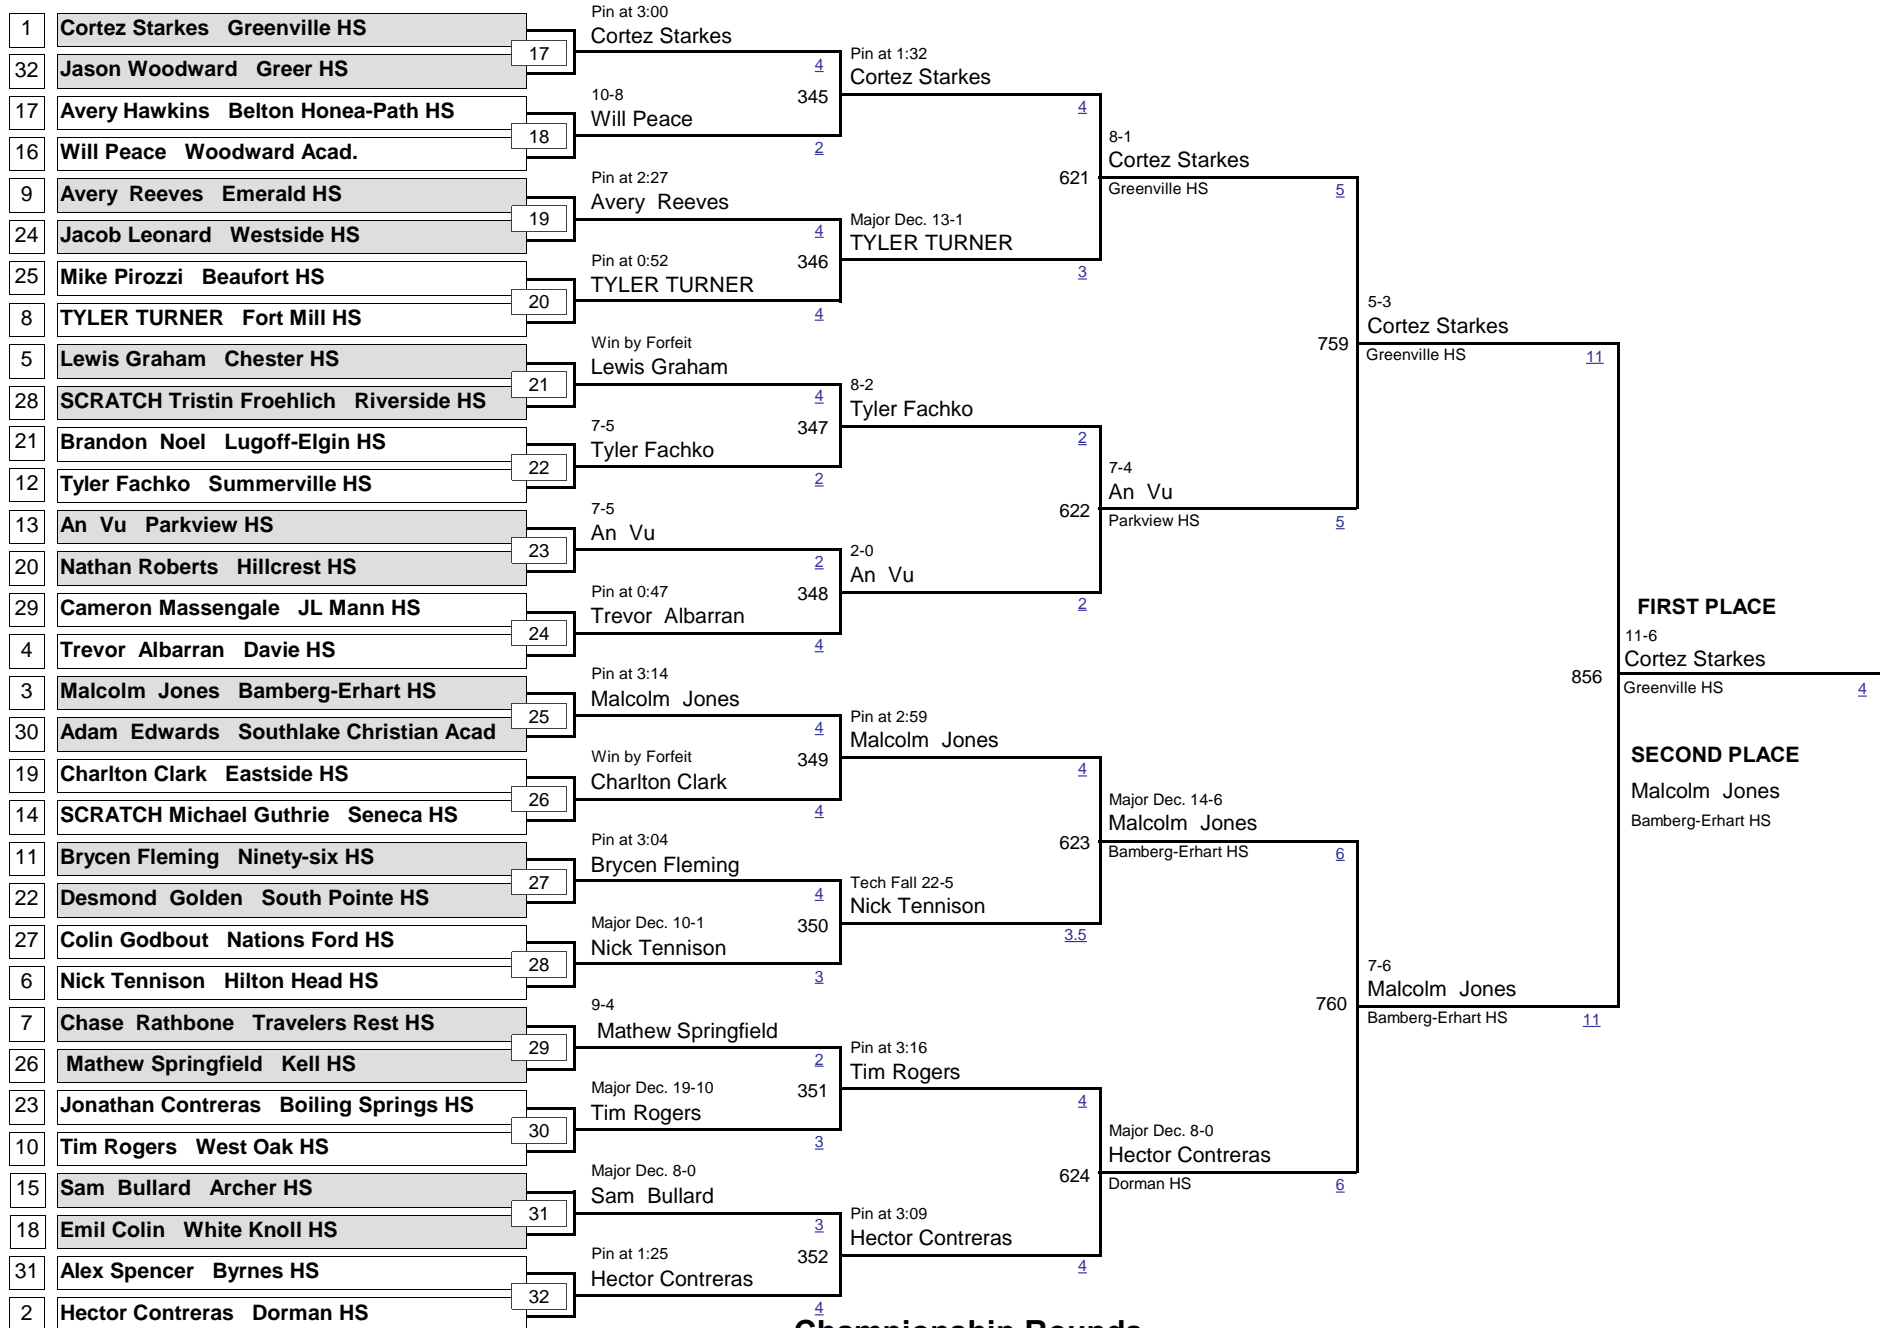 1 Cortez Starkes Greenville HS
32 Jason Woodward Greer HS
17 Avery Hawkins Belton Honea-Path HS
16 Will Peace Woodward Acad.
9 Avery Reeves Emerald HS
24 Jacob Leonard Westside HS
25 Mike Pirozzi Beaufort HS
8 TYLER TURNER Fort Mill HS
5 Lewis Graham Chester HS
28 SCRATCH Tristin Froehlich Riverside HS
21 Brandon Noel Lugoff-Elgin HS
12 Tyler Fachko Summerville HS
13 An Vu Parkview HS
20 Nathan Roberts Hillcrest HS
29 Cameron Massengale JL Mann HS
4 Trevor Albarran Davie HS
3 Malcolm Jones Bamberg-Erhart HS
30 Adam Edwards Southlake Christian Acad
19 Charlton Clark Eastside HS
14 SCRATCH Michael Guthrie Seneca HS
11 Brycen Fleming Ninety-six HS
22 Desmond Golden South Pointe HS
27 Colin Godbout Nations Ford HS
6 Nick Tennison Hilton Head HS
7 Chase Rathbone Travelers Rest HS
26 Mathew Springfield Kell HS
23 Jonathan Contreras Boiling Springs HS
10 Tim Rogers West Oak HS
15 Sam Bullard Archer HS
18 Emil Colin White Knoll HS
31 Alex Spencer Byrnes HS
2 Hector Contreras Dorman HS
17
18
19
20
21
22
23
24
25
26
27
28
29
30
31
32
Pin at 3:00
Cortez Starkes
4
10-8
345
Will Peace
2
Pin at 2:27
Avery Reeves
4
Pin at 0:52
346
TYLER TURNER
4
Win by Forfeit
Lewis Graham
4
7-5
347
Tyler Fachko
2
7-5
An Vu
2
Pin at 0:47
348
Trevor Albarran
4
Pin at 3:14
Malcolm Jones
4
Win by Forfeit
349
Charlton Clark
4
Pin at 3:04
Brycen Fleming
4
Major Dec. 10-1
350
Nick Tennison
3
9-4
Mathew Springfield
2
Major Dec. 19-10
351
Tim Rogers
3
Major Dec. 8-0
Sam Bullard
3
Pin at 1:25
352
Hector Contreras
4
Pin at 1:32
Cortez Starkes
4
621
Major Dec. 13-1
TYLER TURNER
3
8-2
Tyler Fachko
2
622
2-0
An Vu
2
Pin at 2:59
Malcolm Jones
4
623
Tech Fall 22-5
Nick Tennison
3.5
Pin at 3:16
Tim Rogers
4
624
Pin at 3:09
Hector Contreras
4
8-1
Cortez Starkes
Greenville HS 5
759
7-4
An Vu
Parkview HS 5
Major Dec. 14-6
Malcolm Jones
Bamberg-Erhart HS 6
760
Major Dec. 8-0
Hector Contreras
Dorman HS 6
5-3
Cortez Starkes
Greenville HS 11
856
7-6
Malcolm Jones
Bamberg-Erhart HS 11
FIRST PLACE
11-6
Cortez Starkes
Greenville HS 4
SECOND PLACE
Malcolm Jones
Bamberg-Erhart HS
Championship Rounds